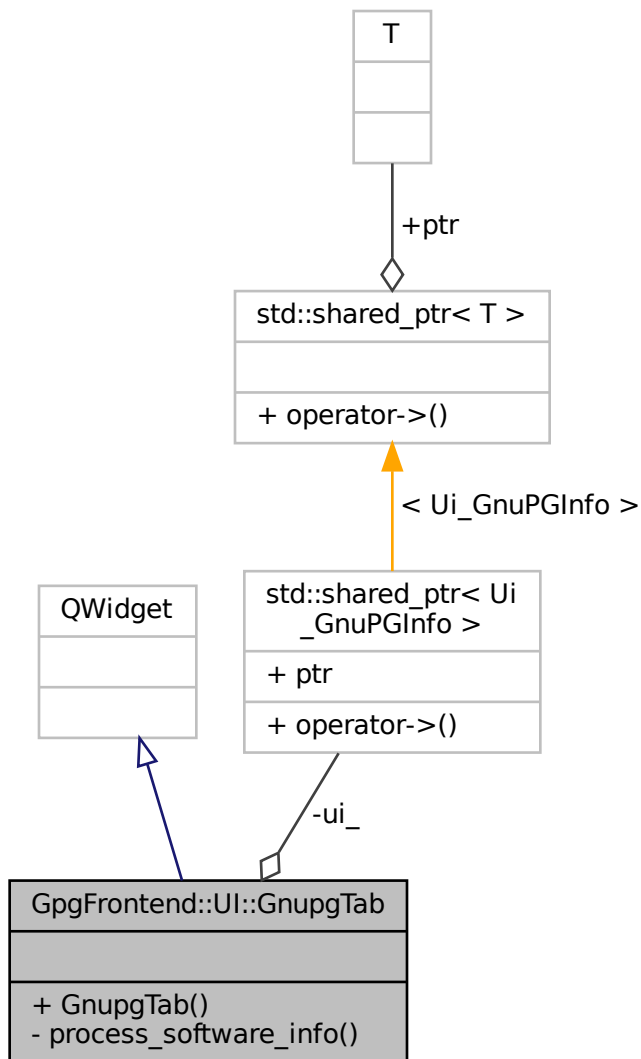 T
+ptr
std::shared_ptr< T >
+ operator->()
< Ui_GnuPGInfo >
std::shared_ptr< Ui
_GnuPGInfo >
+ ptr
+ operator->()
QWidget
-ui_
GpgFrontend::UI::GnupgTab
+ GnupgTab()
- process_software_info()